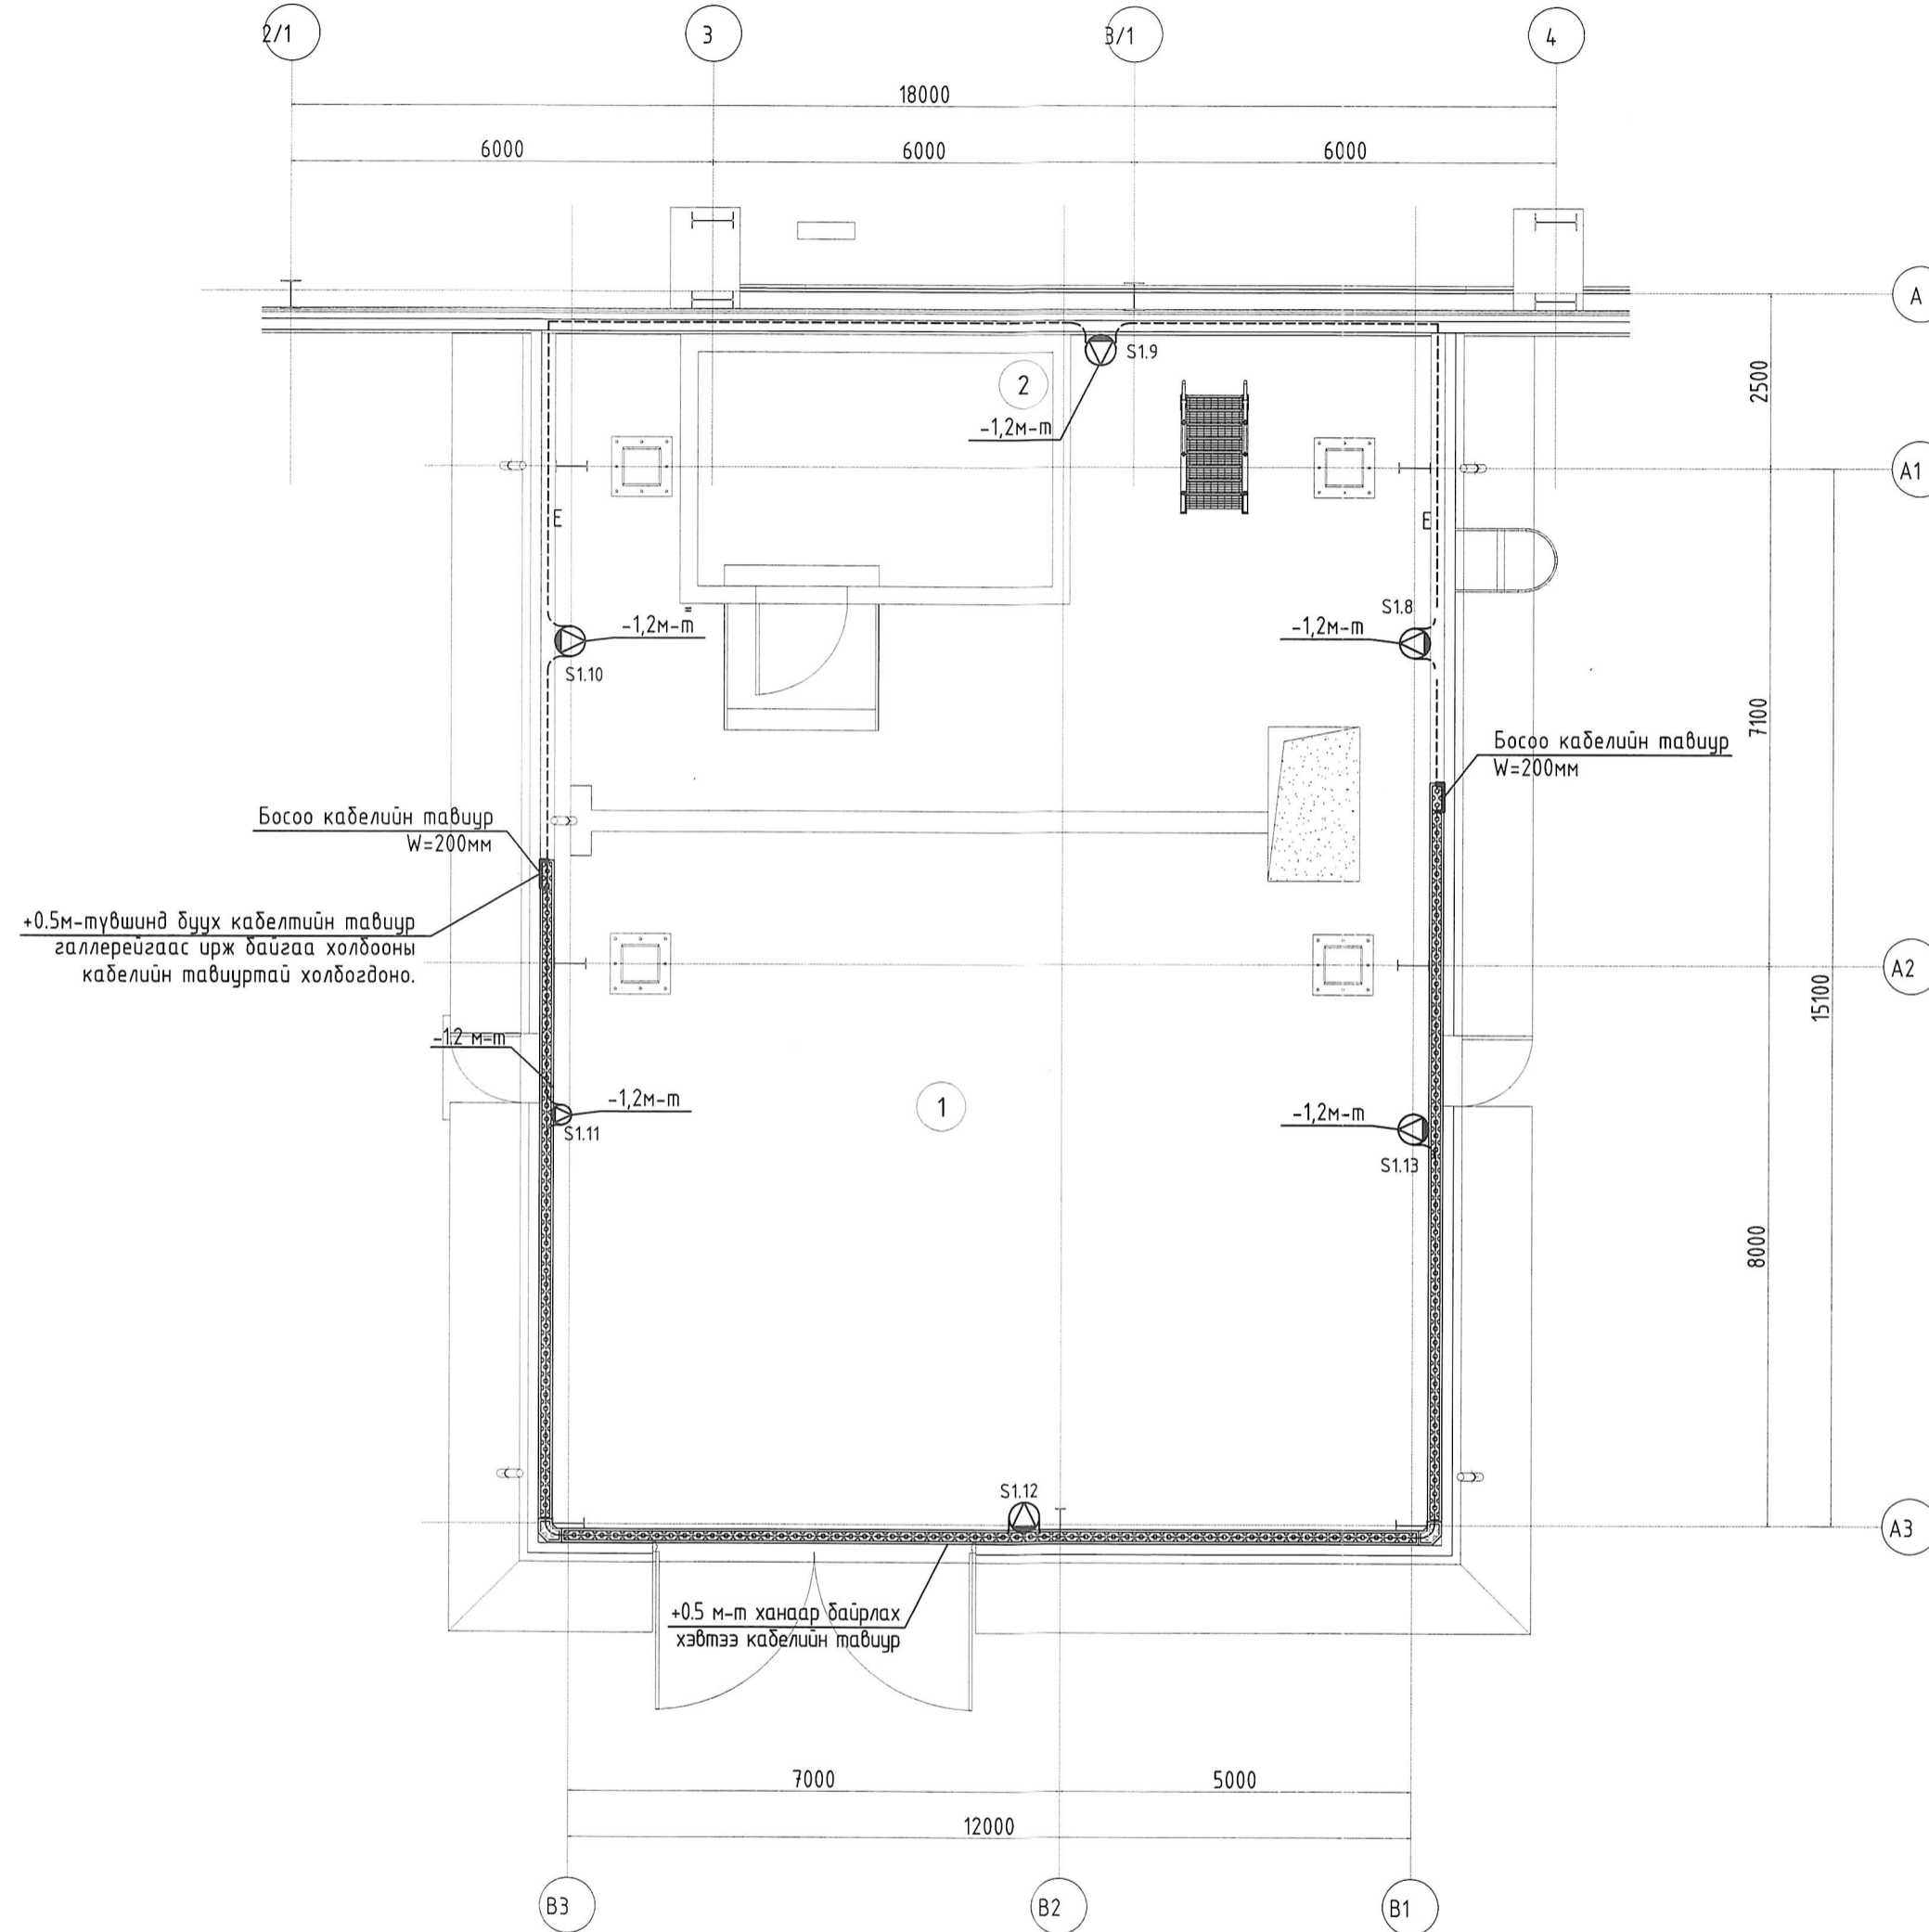 2/1
3
3/1
4
18000
6000
6000
6000
A
S1.9
2
2500
-1,2м-т
A1
E
E
S1.8
-1,2м-т
-1,2м-т
S1.10
7100
Босоо кабелийн тавиур
W=200мм
Босоо кабелийн тавиур
W=200мм
+0.5м-түвшинд буух кабелтийн тавиур
галлерейгаас ирж байгаа холбооны
кабелийн тавиуртай холбогдоно.
A2
15100
-1.2 м-т
-1,2м-т
1
-1,2м-т
S1.11
S1.13
8000
S1.12
A3
+0.5 м-т ханаар байрлах
хэвтээ кабелийн тавиур
7000
5000
12000
B3
B2
B1